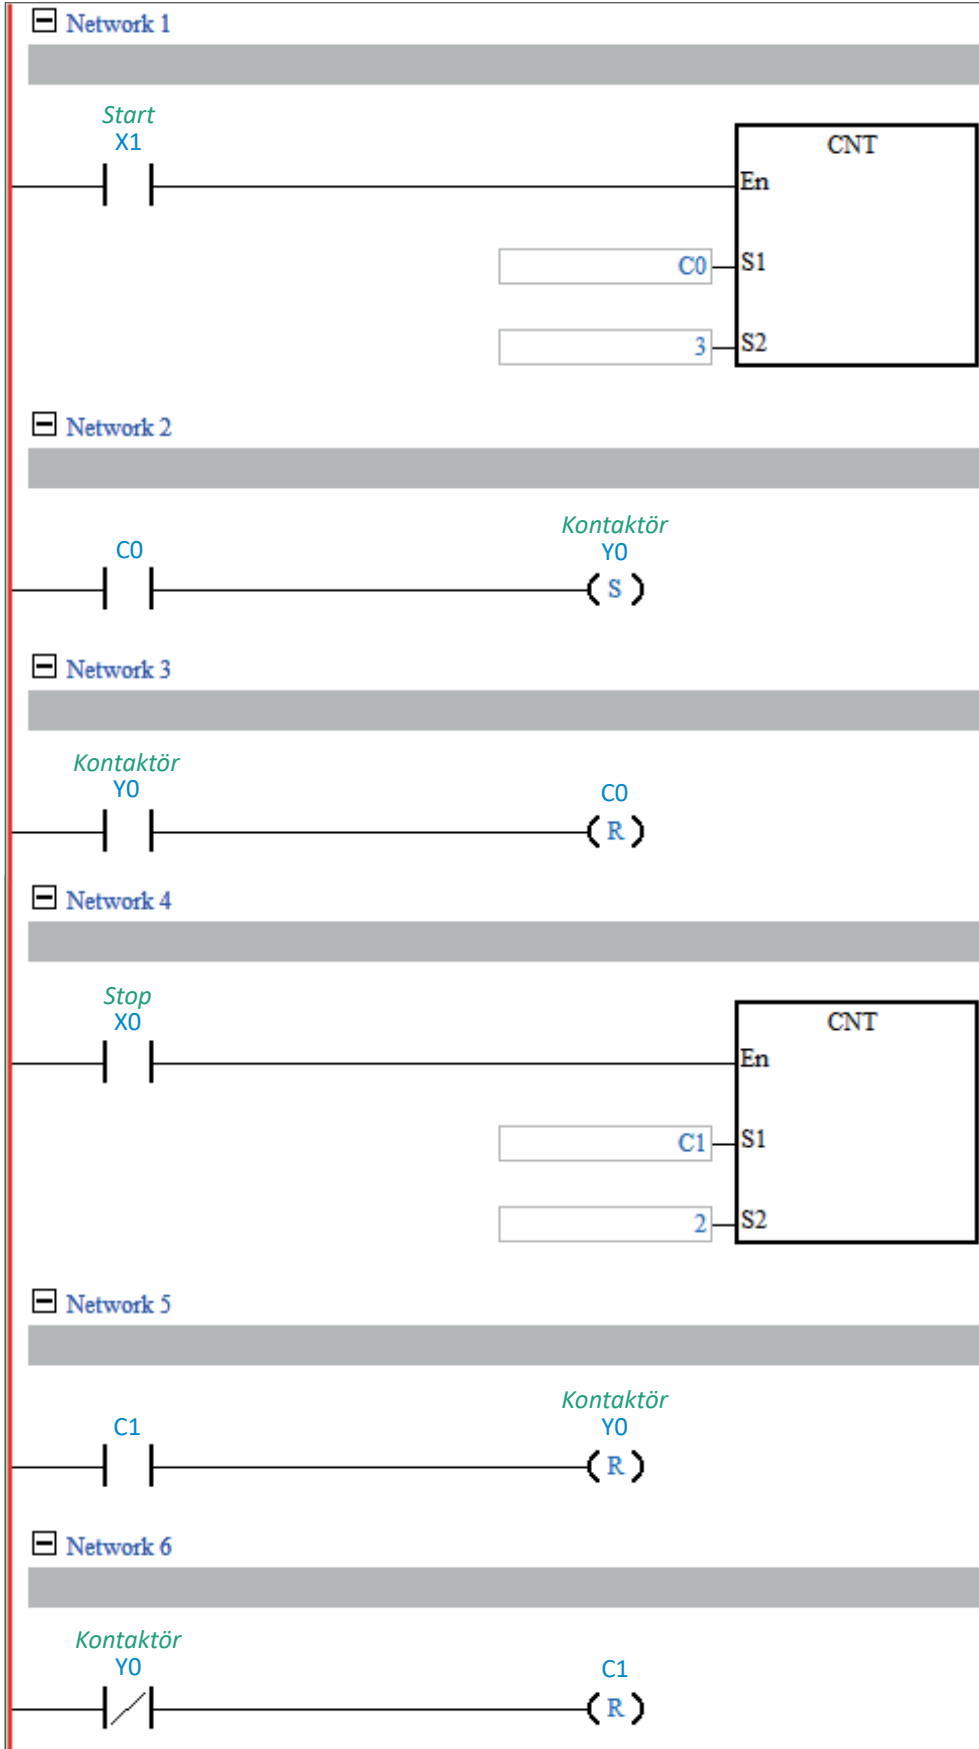 Network 1
Start
X1
CNT
En
C0 S1
3 S2
Network 2
Kontaktör
C0 Y0
S
Network 3
Kontaktör
Y0 C0
R
Network 4
Stop
X0
CNT
En
C1 S1
2 S2
Network 5
Kontaktör
C1 Y0
R
Network 6
Kontaktör
Y0 C1
R